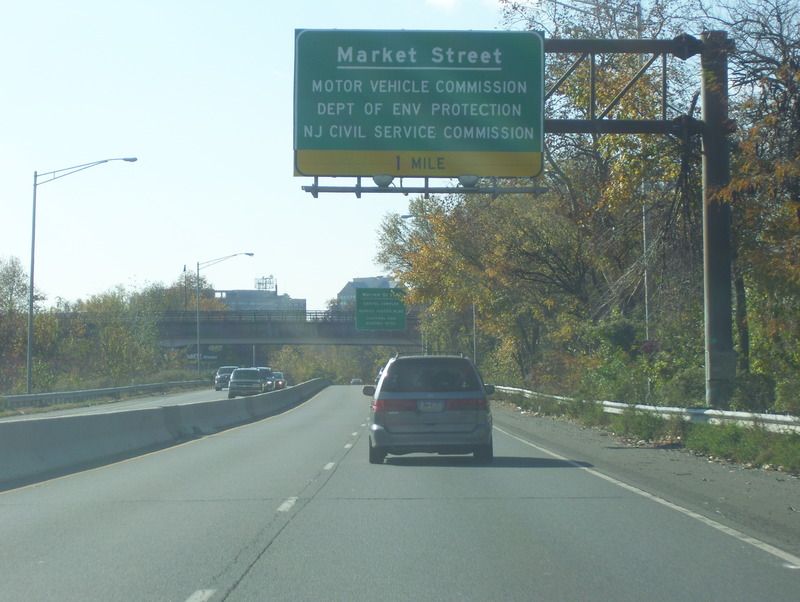 Market Street
MOTOR VEHICLE COMMISSION
DEPT OF ENV PROTECTION
NJ CIVIL SERVICE COMMISSION
1 MILE